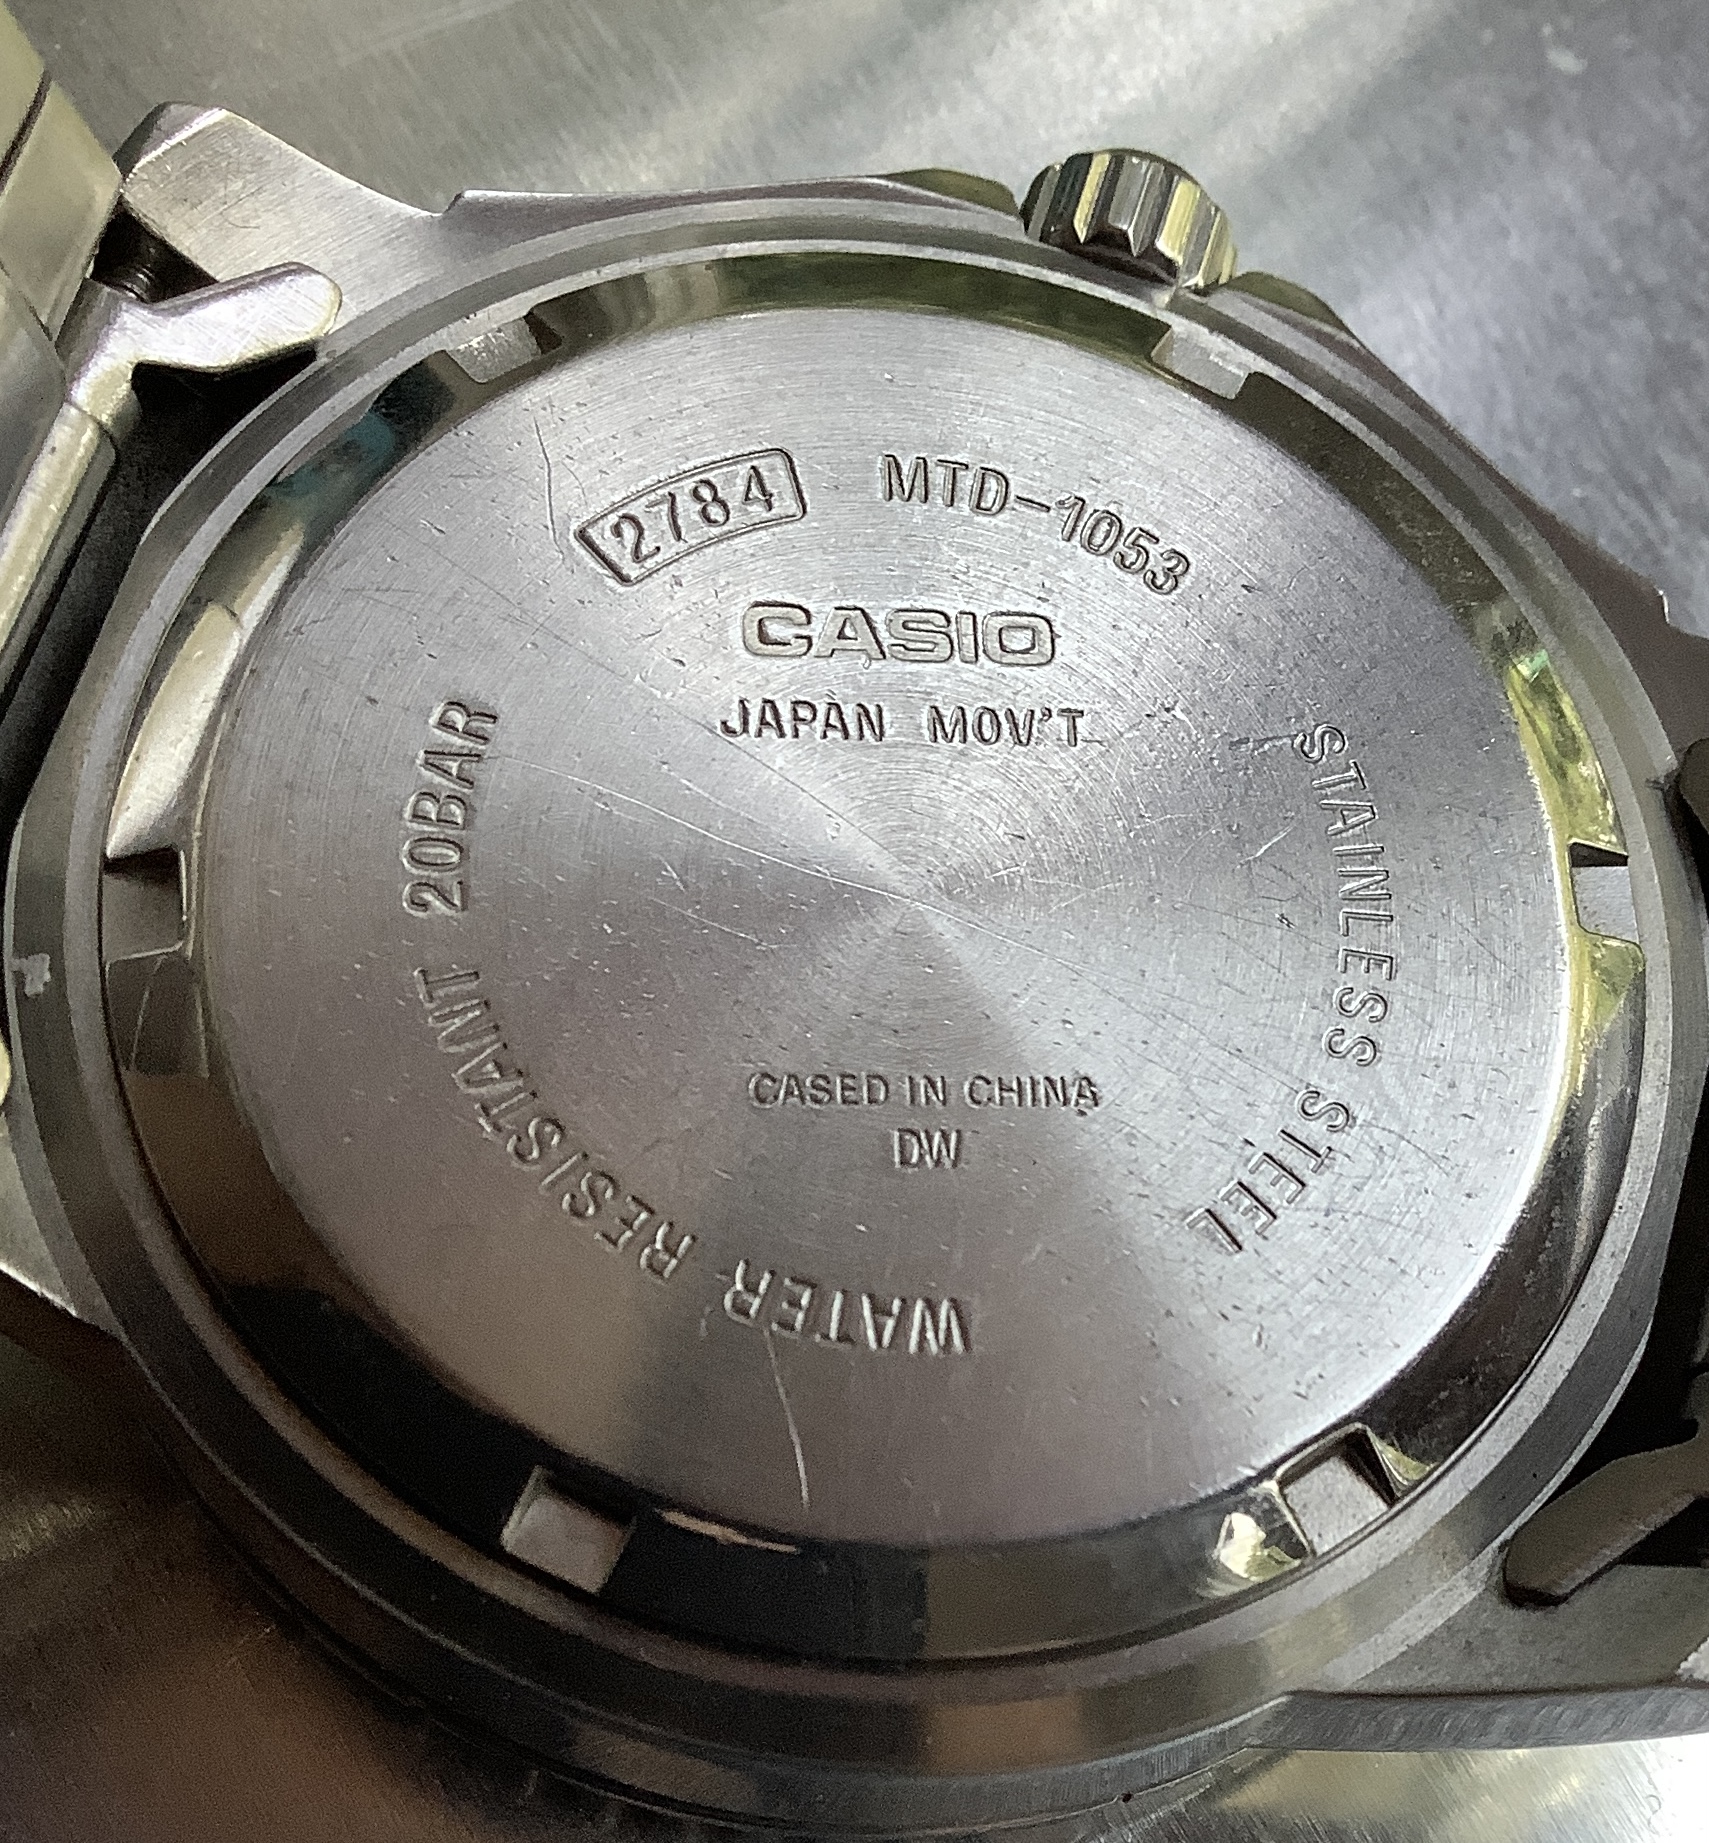 2784 MTD-1053
CASIO
JAPAN MOV'T
STAINLESS STEEL
WATER RESISTANT 20BAR
CASED IN CHINA
DW